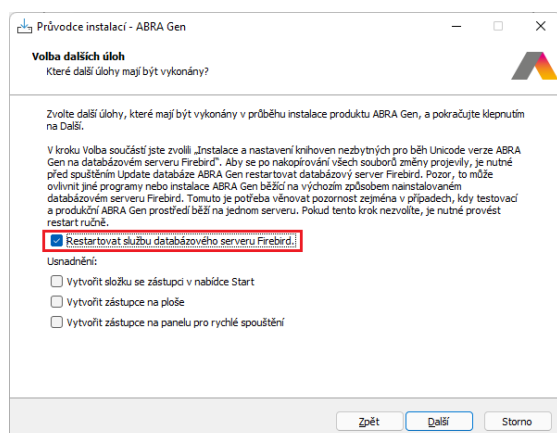 Průvodce instalací - ABRA Gen
Volba dalších úloh
Které další úlohy mají být vykonány?
Zvolte další úlohy, které mají být vykonány v průběhu instalace produktu ABRA Gen, a pokračujte klepnutím
na Další.
V kroku Volba součástí jste zvolili „Instalace a nastavení knihoven nezbytných pro běh Unicode verze ABRA
Gen na databázovém serveru Firebird“. Aby se po nakopírování všech souborů změny projevily, je nutné
před spuštěním Update databáze ABRA Gen restartovat databázový server Firebird. Pozor, to může
ovlivnit jiné programy nebo instalace ABRA Gen běžící na výchozím způsobem nainstalovaném
databázovém serveru Firebird. Tomuto je potřeba věnovat pozornost zejména v případech, kdy testovací
a produkční ABRA Gen prostředí běží na jednom serveru. Pokud tento krok nezvolíte, je nutné provést
restart ručně.
Restartovat službu databázového serveru Firebird.
Usnadnění:
Vytvořit složku se zástupci v nabídce Start
Vytvořit zástupce na ploše
Vytvořit zástupce na panelu pro rychlé spouštění
Zpět Další Storno